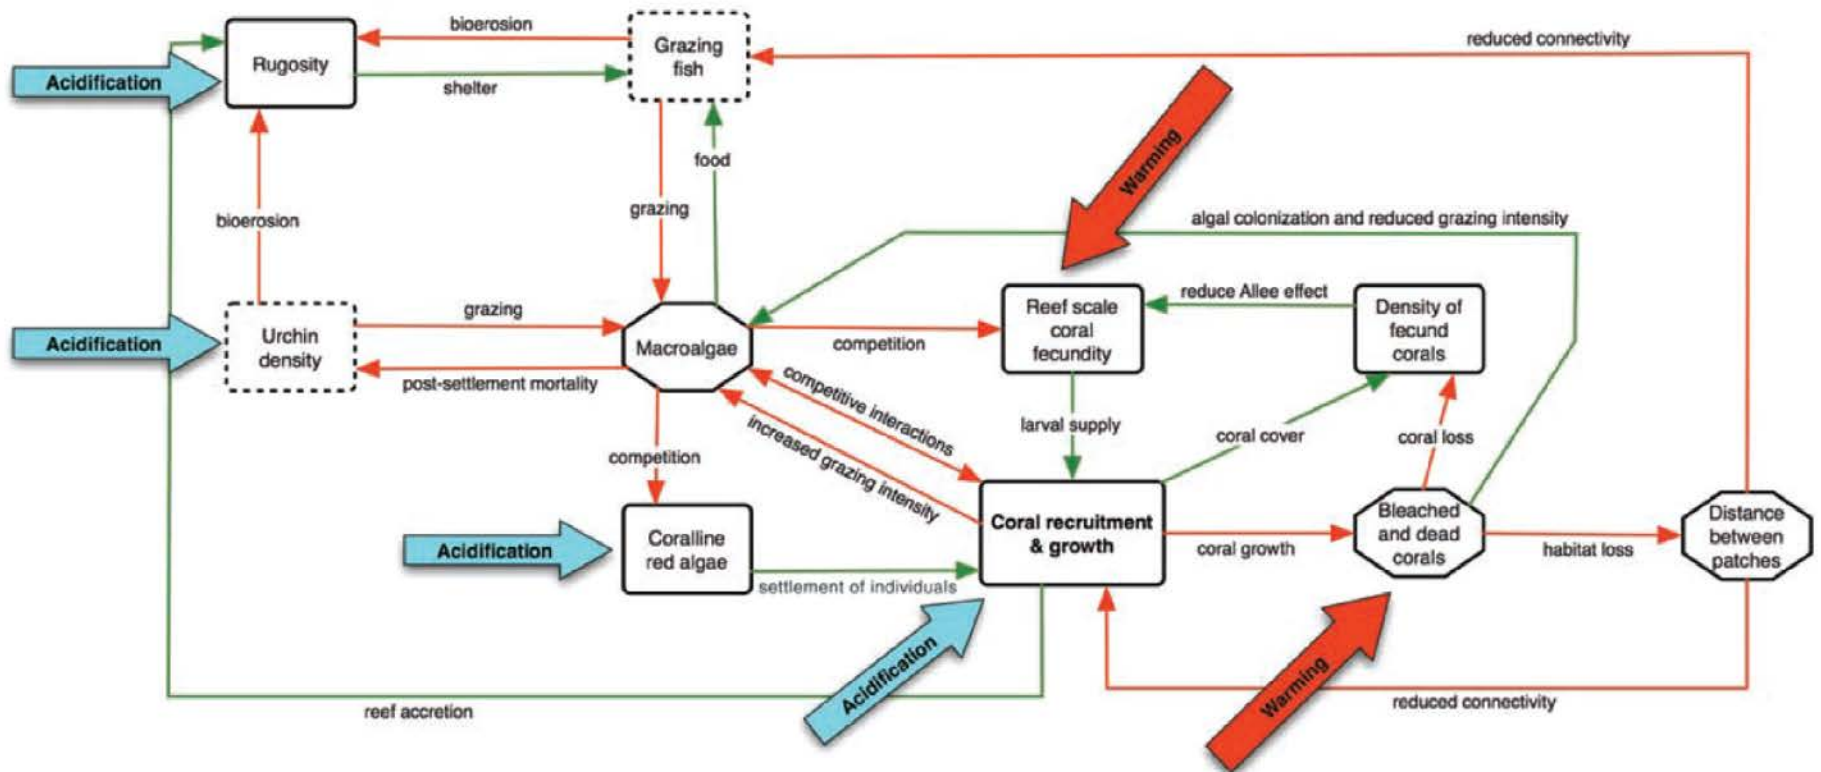 bioerosion
Grazing
fish
reduced connectivity
Rugosity
Acidification
shelter
Warming
food
grazing
bioerosion
algal colonization and reduced grazing intensity
Reef scale
coral
fecundity
reduce Allee effect
Density of
fecund
corals
grazing
Urchin
density
Acidification
Macroalgae
competition
post-settlement mortality
competitive interactions
increased grazing intensity
larval supply
coral cover
coral loss
competition
Coralline
red algae
Acidification
settlement of individuals
Coral recruitment
& growth
coral growth
Bleached
and dead
corals
habitat loss
Distance
between
patches
Acidification
Warming
reduced connectivity
reef accretion